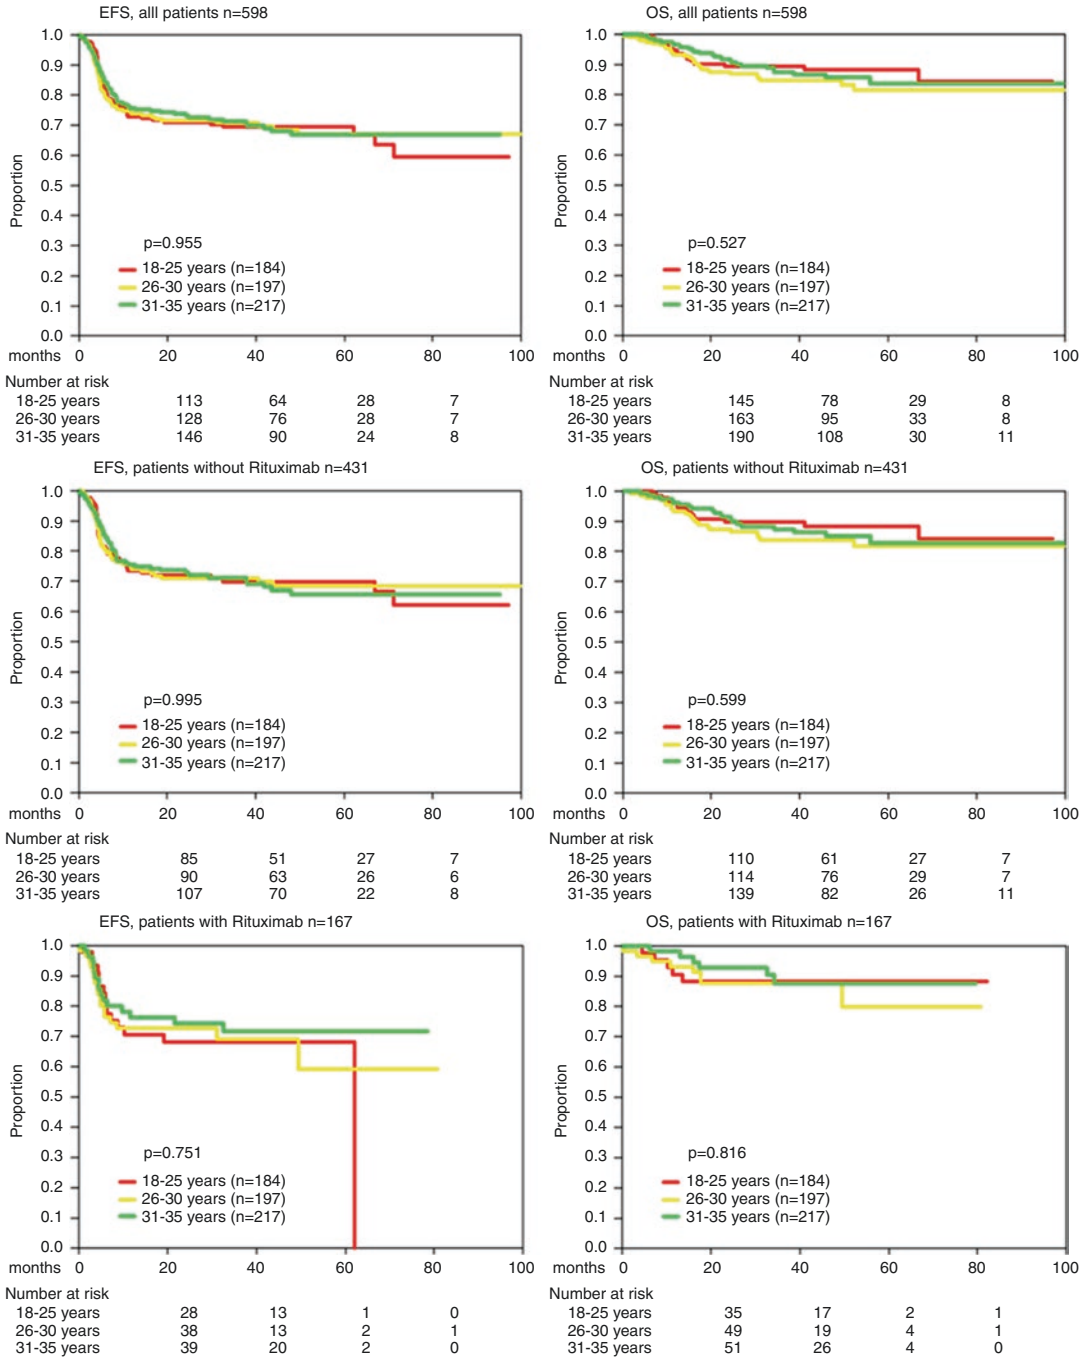 EFS, alll patients n=598
1.0
0.9
0.8
0.7
0.6
0.5
0.4
0.3
0.2
0.1
0.0
Proportion
p=0.955
18-25 years (n=184)
26-30 years (n=197)
31-35 years (n=217)
months 0 20 40 60 80 100
Number at risk
18-25 years 113 64 28 7
26-30 years 128 76 28 7
31-35 years 146 90 24 8
OS, alll patients n=598
1.0
0.9
0.8
0.7
0.6
0.5
0.4
0.3
0.2
0.1
0.0
Proportion
p=0.527
18-25 years (n=184)
26-30 years (n=197)
31-35 years (n=217)
months 0 20 40 60 80 100
Number at risk
18-25 years 145 78 29 8
26-30 years 163 95 33 8
31-35 years 190 108 30 11
EFS, patients without Rituximab n=431
1.0
0.9
0.8
0.7
0.6
0.5
0.4
0.3
0.2
0.1
0.0
Proportion
p=0.995
18-25 years (n=184)
26-30 years (n=197)
31-35 years (n=217)
months 0 20 40 60 80 100
Number at risk
18-25 years 85 51 27 7
26-30 years 90 63 26 6
31-35 years 107 70 22 8
OS, patients without Rituximab n=431
1.0
0.9
0.8
0.7
0.6
0.5
0.4
0.3
0.2
0.1
0.0
Proportion
p=0.599
18-25 years (n=184)
26-30 years (n=197)
31-35 years (n=217)
months 0 20 40 60 80 100
Number at risk
18-25 years 110 61 27 7
26-30 years 114 76 29 7
31-35 years 139 82 26 11
EFS, patients with Rituximab n=167
1.0
0.9
0.8
0.7
0.6
0.5
0.4
0.3
0.2
0.1
0.0
Proportion
p=0.751
18-25 years (n=184)
26-30 years (n=197)
31-35 years (n=217)
months 0 20 40 60 80 100
Number at risk
18-25 years 28 13 1 0
26-30 years 38 13 2 1
31-35 years 39 20 2 0
OS, patients with Rituximab n=167
1.0
0.9
0.8
0.7
0.6
0.5
0.4
0.3
0.2
0.1
0.0
Proportion
p=0.816
18-25 years (n=184)
26-30 years (n=197)
31-35 years (n=217)
months 0 20 40 60 80 100
Number at risk
18-25 years 35 17 2 1
26-30 years 49 19 4 1
31-35 years 51 26 4 0